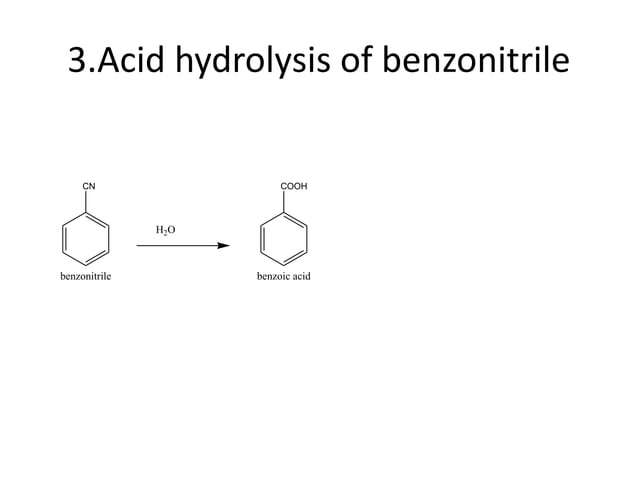 3.Acid hydrolysis of benzonitrile
CN
COOH
H₂O
benzonitrile
benzoic acid